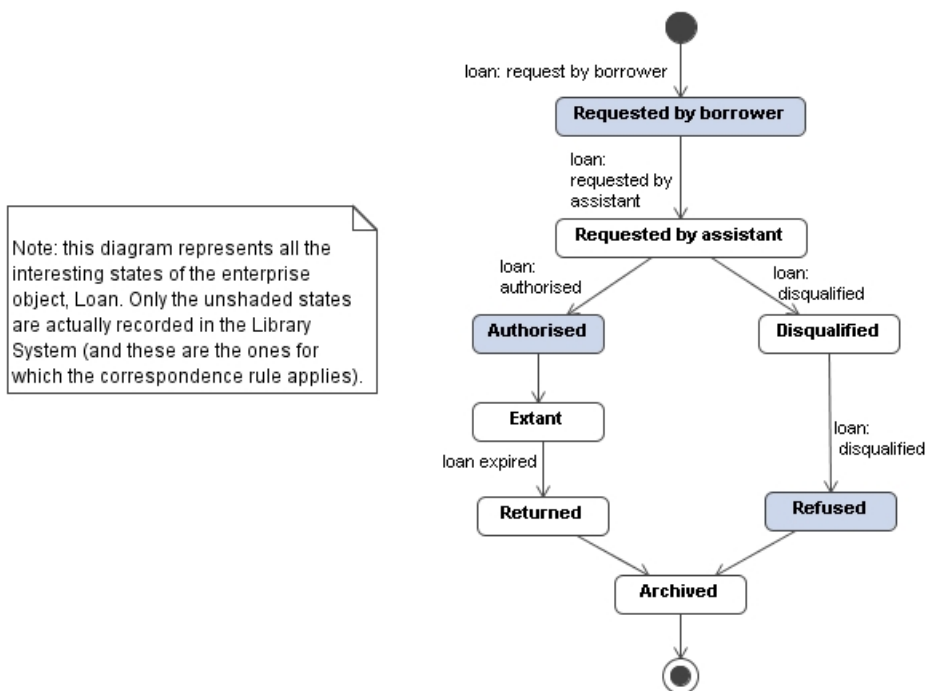 loan: request by borrower
Requested by borrower
loan:
requested by
assistant
Requested by assistant
Note: this diagram represents all the
interesting states of the enterprise
object, Loan. Only the unshaded states
are actually recorded in the Library
System (and these are the ones for
which the correspondence rule applies).
loan:
authorised
loan:
disqualified
Authorised
Disqualified
Extant
loan:
disqualified
loan expired
Returned
Refused
Archived